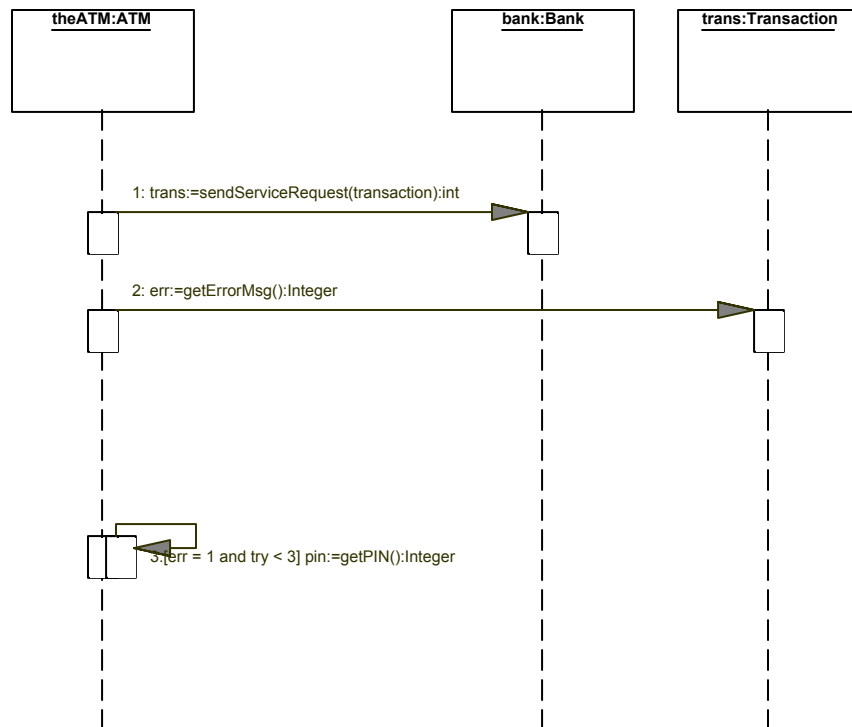 theATM:ATM
bank:Bank
trans:Transaction
1: trans:=sendServiceRequest(transaction):int
2: err:=getErrorMsg():Integer
3:[err = 1 and try < 3] pin:=getPIN():Integer